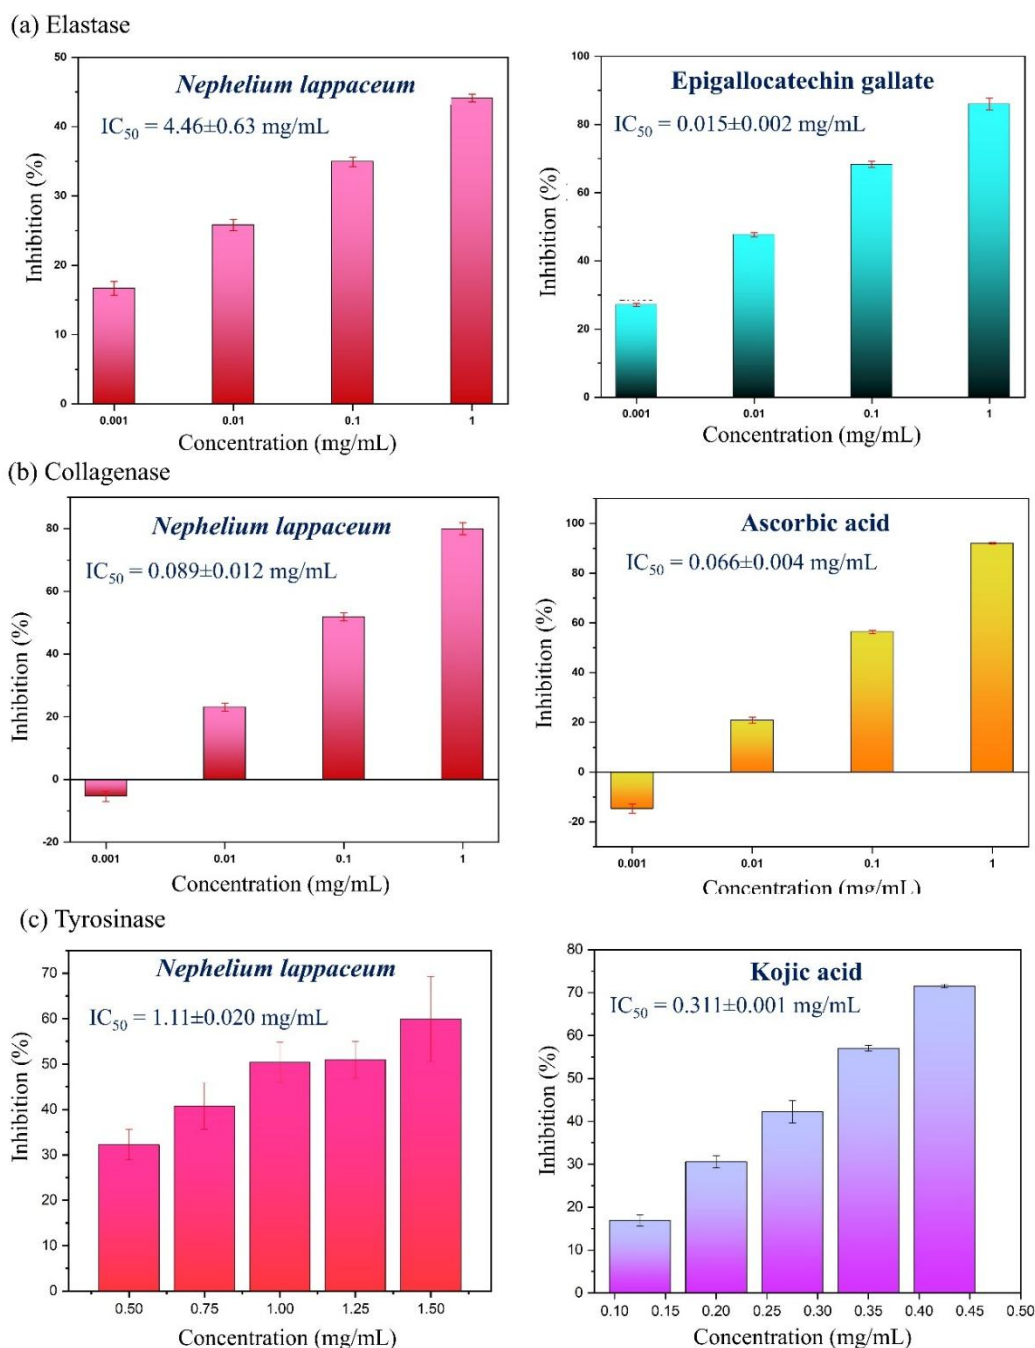 (a) Elastase
Nephelium lappaceum
IC50 = 4.46±0.63 mg/mL
Inhibition (%)
50
40
30
20
10
0
0.001 0.01 0.1 1
Concentration (mg/mL)
Epigallocatechin gallate
IC50 = 0.015±0.002 mg/mL
Inhibition (%)
100
80
60
40
20
0
0.001 0.01 0.1 1
Concentration (mg/mL)
(b) Collagenase
Nephelium lappaceum
IC50 = 0.089±0.012 mg/mL
Inhibition (%)
80
60
40
20
0
-20
0.001 0.01 0.1 1
Concentration (mg/mL)
Ascorbic acid
IC50 = 0.066±0.004 mg/mL
Inhibition (%)
100
80
60
40
20
0
-20
0.001 0.01 0.1 1
Concentration (mg/mL)
(c) Tyrosinase
Nephelium lappaceum
IC50 = 1.11±0.020 mg/mL
Inhibition (%)
70
60
50
40
30
20
10
0
0.50 0.75 1.00 1.25 1.50
Concentration (mg/mL)
Kojic acid
IC50 = 0.311±0.001 mg/mL
Inhibition (%)
80
70
60
50
40
30
20
10
0
0.10 0.15 0.20 0.25 0.30 0.35 0.40 0.45 0.50
Concentration (mg/mL)